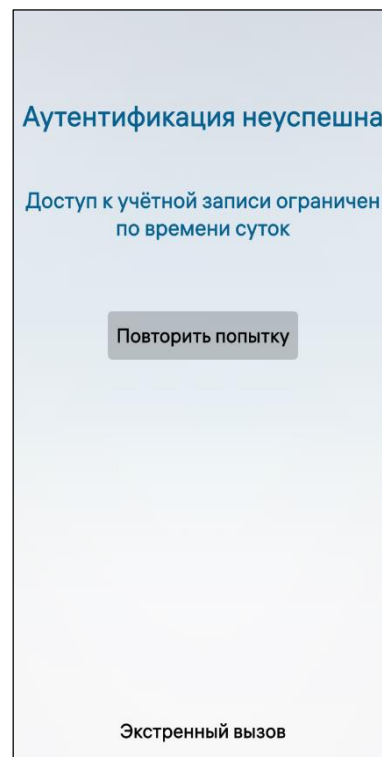 Аутентификация неуспешна
Доступ к учётной записи ограничен
по времени суток
Повторить попытку
Экстренный вызов